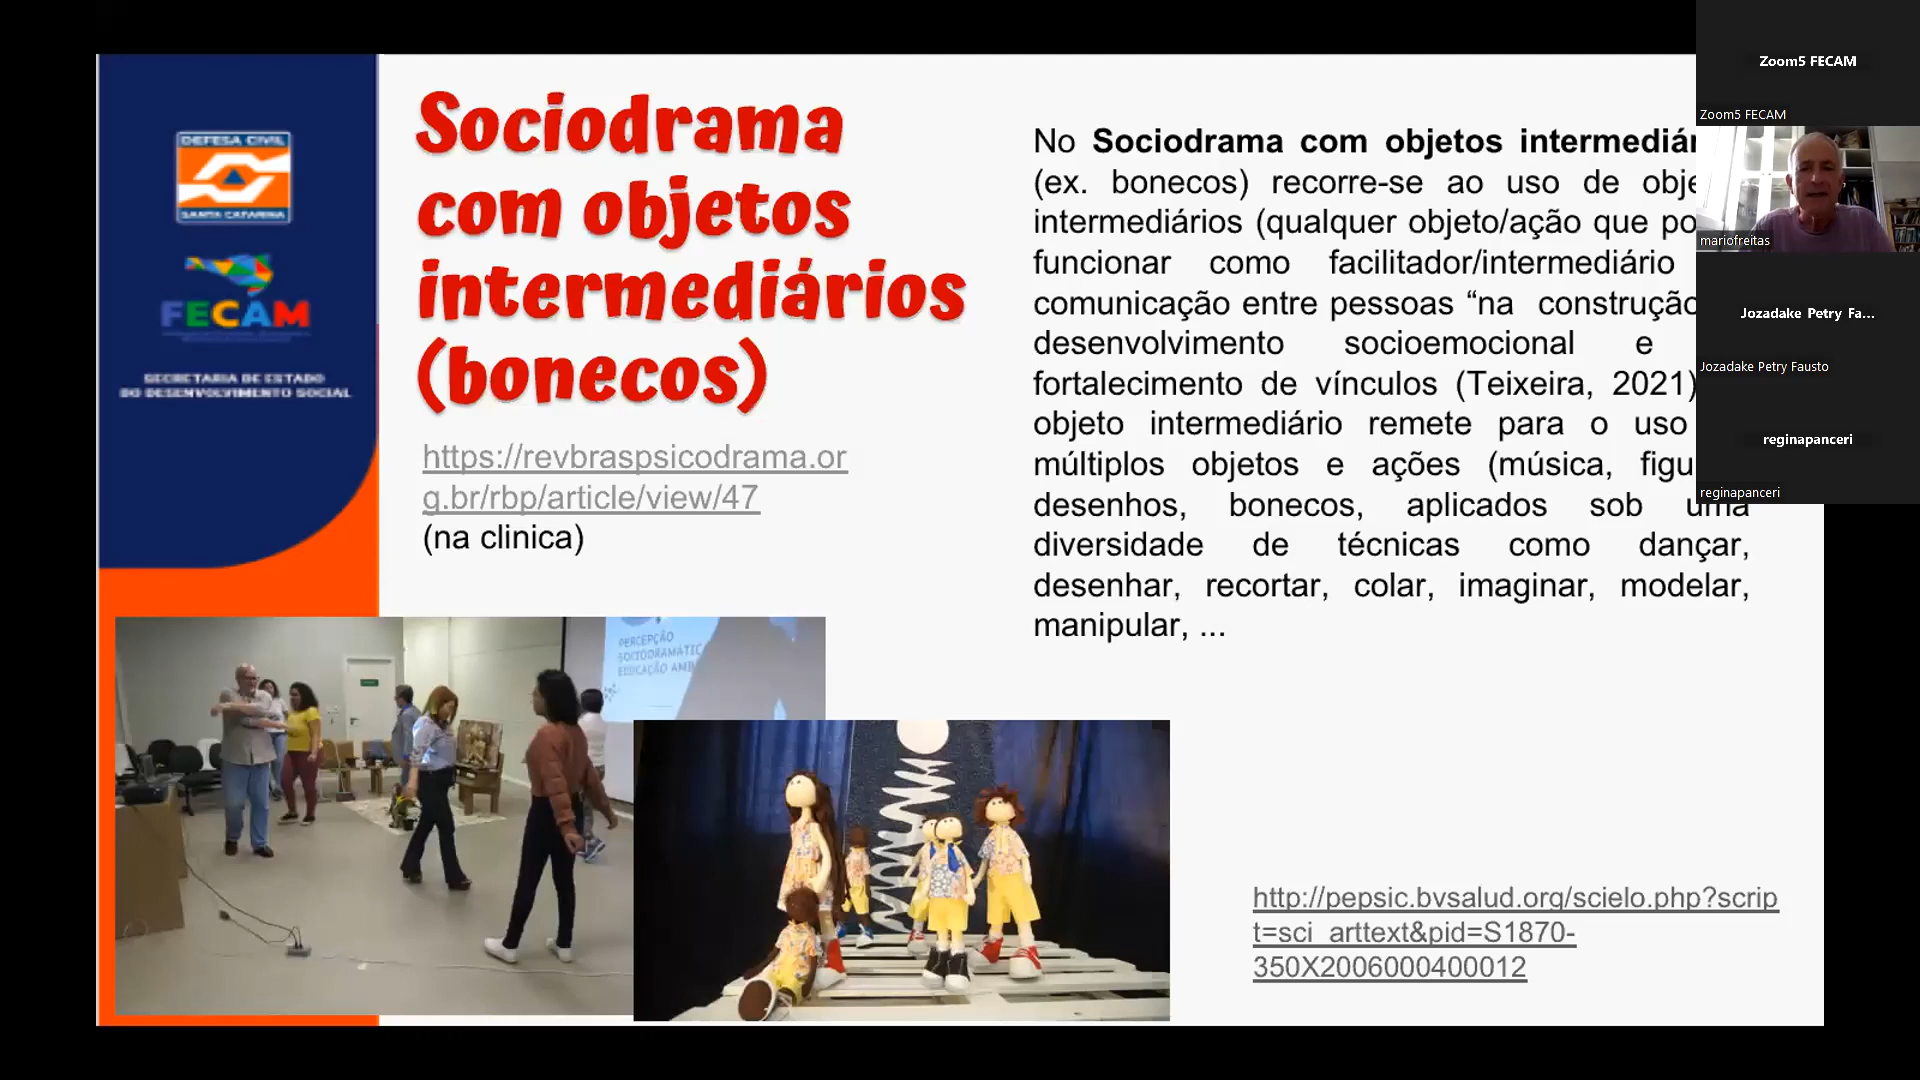 DEFESA CIVIL
SANTA CATARINA
FECAM
SECRETARIA DE ESTADO
DO DESENVOLVIMENTO SOCIAL
Sociodrama
com objetos
intermediários
(bonecos)
https://revbraspsicodrama.or
g.br/rbp/article/view/47
(na clinica)
No Sociodrama com objetos intermediár
(ex. bonecos) recorre-se ao uso de obje
intermediários (qualquer objeto/ação que po
funcionar como facilitador/intermediário
comunicação entre pessoas “na construção
desenvolvimento socioemocional e
fortalecimento de vínculos (Teixeira, 2021)
objeto intermediário remete para o uso
múltiplos objetos e ações (música, figu
desenhos, bonecos, aplicados sob uma
diversidade de técnicas como dançar,
desenhar, recortar, colar, imaginar, modelar,
manipular, ...
PERCEPÇÃO
SOCIODRAMÁTIC
EDUCAÇÃO AMB
http://pepsic.bvsalud.org/scielo.php?scrip
t=sci_arttext&pid=S1870-
350X2006000400012
Zoom5 FECAM
Zoom5 FECAM
mariofreitas
Jozadake Petry Fa...
Jozadake Petry Fausto
reginapanceri
reginapanceri